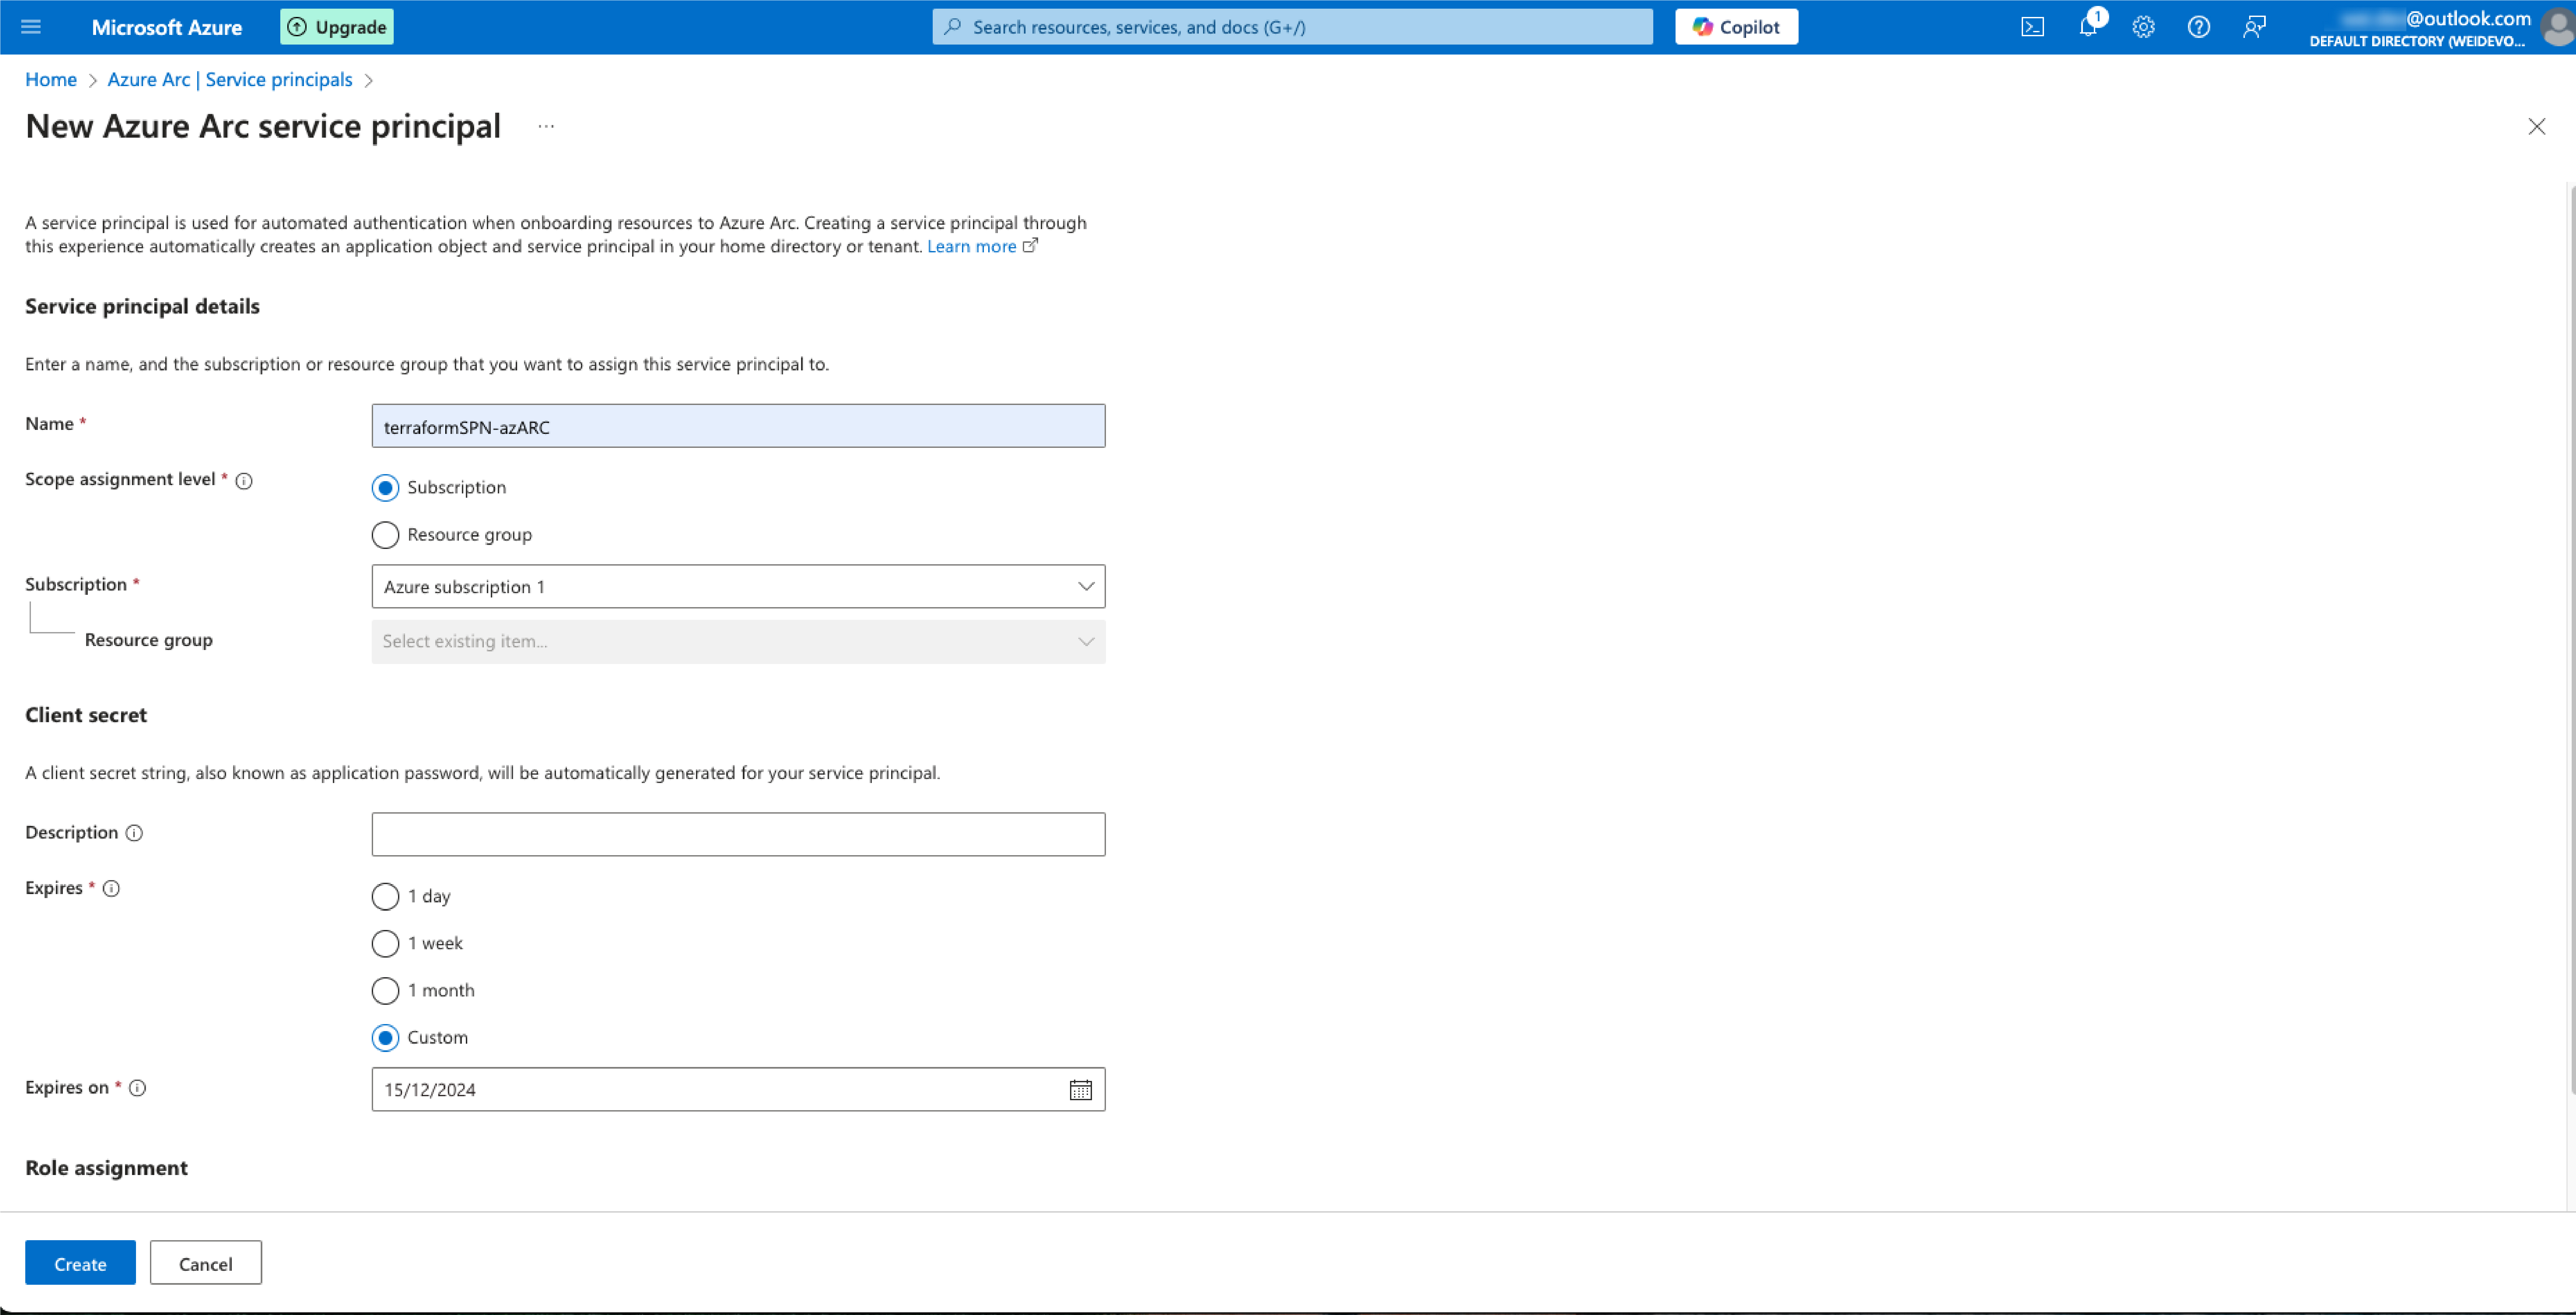 Microsoft Azure
Upgrade
Search resources, services, and docs (G+/)
Copilot
1
@outlook.com
DEFAULT DIRECTORY (WEIDEVO...
Home > Azure Arc | Service principals >
New Azure Arc service principal ...
A service principal is used for automated authentication when onboarding resources to Azure Arc. Creating a service principal through
this experience automatically creates an application object and service principal in your home directory or tenant. Learn more
Service principal details
Enter a name, and the subscription or resource group that you want to assign this service principal to.
Name *
terraformSPN-azARC
Scope assignment level *
Subscription
Resource group
Subscription *
Azure subscription 1
Resource group
Select existing item...
Client secret
A client secret string, also known as application password, will be automatically generated for your service principal.
Description
Expires *
1 day
1 week
1 month
Custom
Expires on *
15/12/2024
Role assignment
Create
Cancel